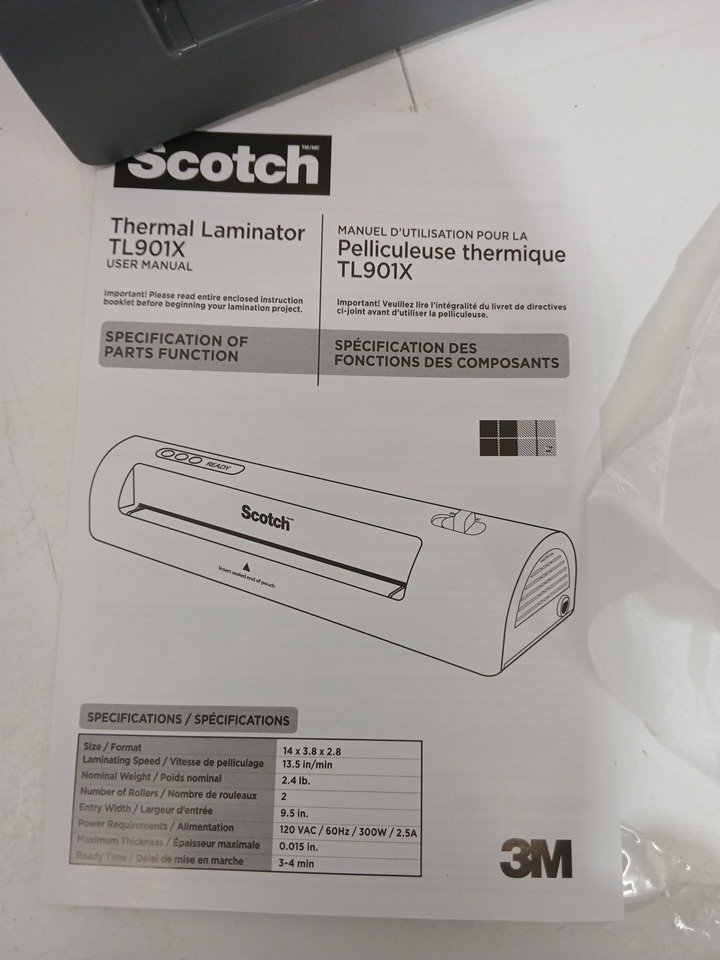 Scotch TM/MC
Thermal Laminator
TL901X
USER MANUAL
Important! Please read entire enclosed instruction
booklet before beginning your lamination project.
MANUEL D'UTILISATION POUR LA
Pelliculeuse thermique
TL901X
Important! Veuillez lire l'intégralité du livret de directives
ci-joint avant d'utiliser la pelliculeuse.
SPECIFICATION OF
PARTS FUNCTION
SPÉCIFICATION DES
FONCTIONS DES COMPOSANTS
READY
Scotch
Insert sealed end of pouch
SPECIFICATIONS / SPÉCIFICATIONS
Size / Format 14 x 3.8 x 2.8
Laminating Speed / Vitesse de pelliculage 13.5 in/min
Nominal Weight / Poids nominal 2.4 lb.
Number of Rollers / Nombre de rouleaux 2
Entry Width / Largeur d'entrée 9.5 in.
Power Requirements / Alimentation 120 VAC / 60Hz / 300W / 2.5A
Maximum Thickness / Épaisseur maximale 0.015 in.
Ready Time / Délai de mise en marche 3-4 min
3M